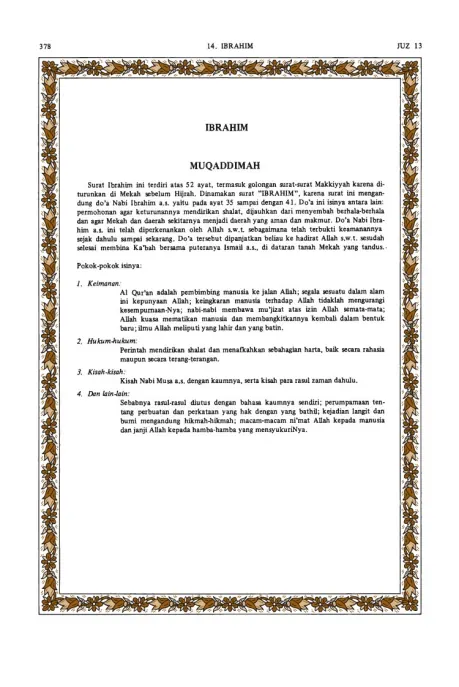 378 14. IBRAHIM JUZ 13
IBRAHIM
MUQADDIMAH
Surat Ibrahim ini terdiri atas 52 ayat, termasuk golongan surat-surat Makkiyyah karena di-
turunkan di Mekah sebelum Hijrah. Dinamakan surat "IBRAHIM", karena surat ini mengan-
dung do'a Nabi Ibrahim a.s. yaitu pada ayat 35 sampai dengan 41. Do'a ini isinya antara lain:
permohonan agar keturunannya mendirikan shalat, dijauhkan dari menyembah berhala-berhala
dan agar Mekah dan daerah sekitarnya menjadi daerah yang aman dan makmur. Do'a Nabi Ibra-
him a.s. ini telah diperkenankan oleh Allah s.w.t. sebagaimana telah terbukti keamanannya
sejak dahulu sampai sekarang. Do'a tersebut dipanjatkan beliau ke hadirat Allah s.w.t. sesudah
selesai membina Ka'bah bersama puteranya Ismail a.s., di dataran tanah Mekah yang tandus.
Pokok-pokok isinya:
1. Keimanan:
Al Qur'an adalah pembimbing manusia ke jalan Allah; segala sesuatu dalam alam
ini kepunyaan Allah; keingkaran manusia terhadap Allah tidaklah mengurangi
kesempurnaan-Nya; nabi-nabi membawa mu'jizat atas izin Allah semata-mata;
Allah kuasa mematikan manusia dan membangkitkannya kembali dalam bentuk
baru; ilmu Allah meliputi yang lahir dan yang batin.
2. Hukum-hukum:
Perintah mendirikan shalat dan menafkahkan sebahagian harta, baik secara rahasia
maupun secara terang-terangan.
3. Kisah-kisah:
Kisah Nabi Musa a.s. dengan kaumnya, serta kisah para rasul zaman dahulu.
4. Dan lain-lain:
Sebabnya rasul-rasul diutus dengan bahasa kaumnya sendiri; perumpamaan ten-
tang perbuatan dan perkataan yang hak dengan yang bathil; kejadian langit dan
bumi mengandung hikmah-hikmah; macam-macam ni'mat Allah kepada manusia
dan janji Allah kepada hamba-hamba yang mensyukuriNya.